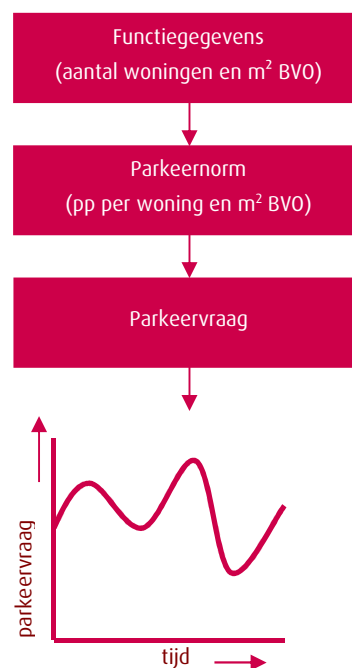 Functiegegevens
(aantal woningen en m² BVO)
Parkeernorm
(pp per woning en m² BVO)
Parkeervraag
parkeervraag
tijd